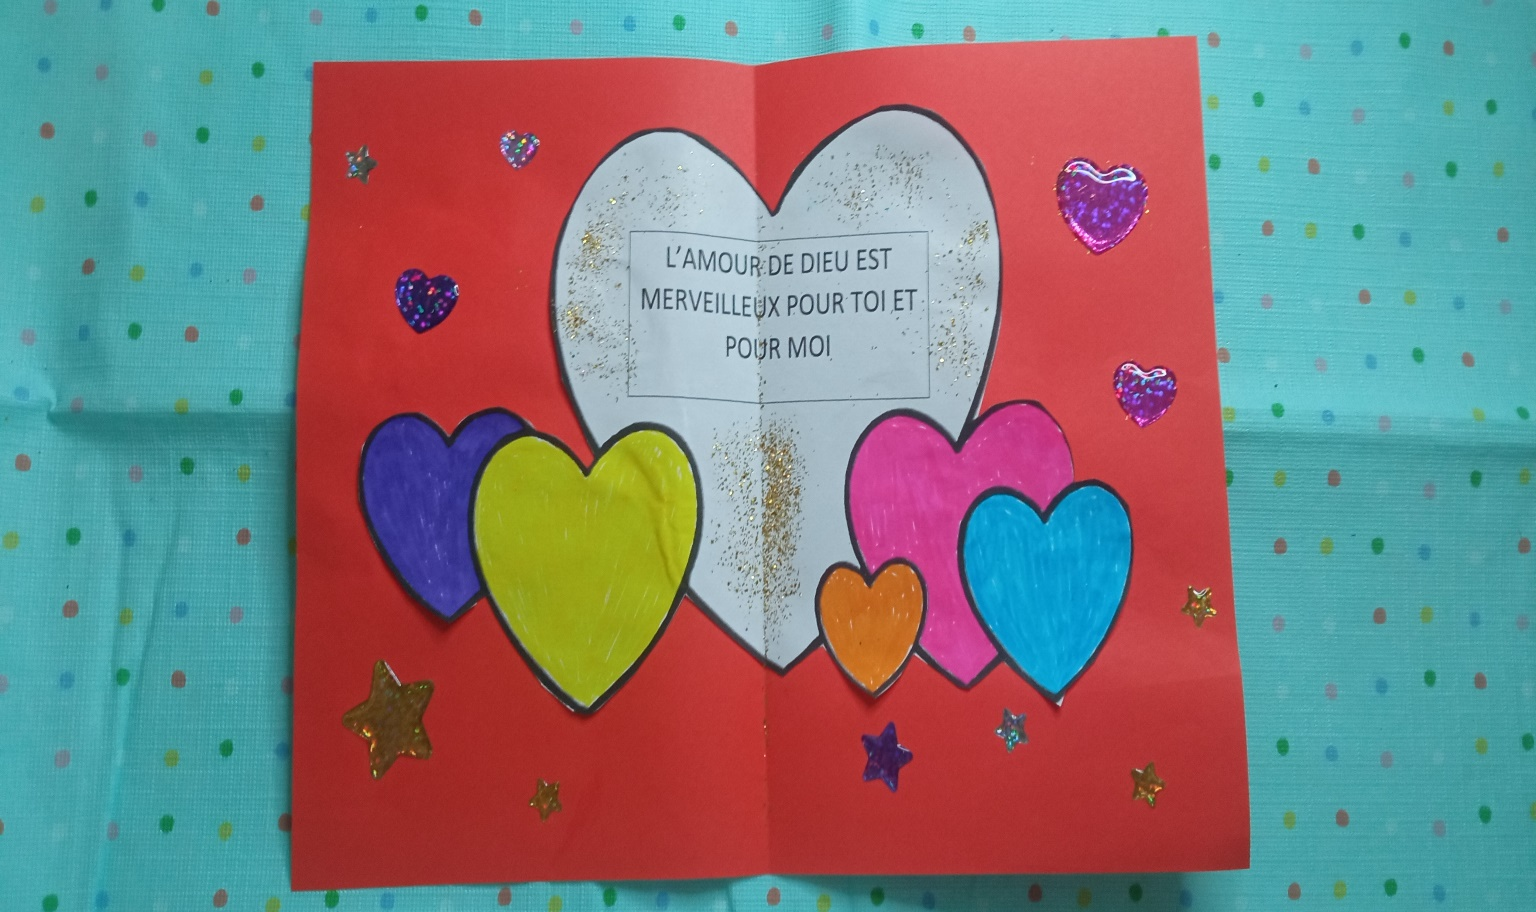 L'AMOUR DE DIEU EST
MERVEILLEUX POUR TOI ET
POUR MOI